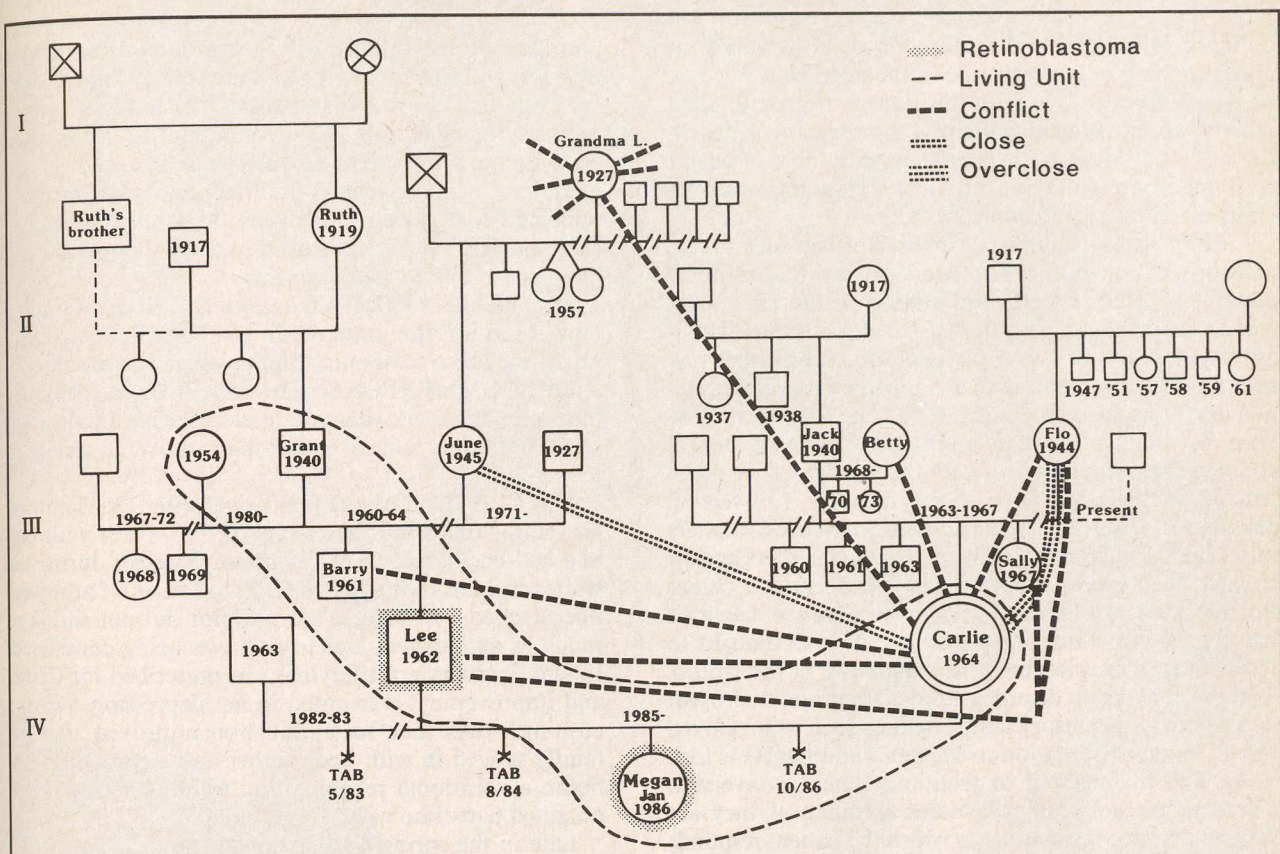 Retinoblastoma
Living Unit
Conflict
Close
Overclose
I
Grandma L.
1927
Ruth's
brother
1917
Ruth
1919
1917
1917
II
1957
1937
1938
1947 '51 '57 '58 '59 '61
1954
Grant
1940
June
1945
1927
Jack
1940
Betty
Flo
1944
1968-
70
73
III
1967-72
1980-
1960-64
1971-
1963-1967
Present
1968
1969
Barry
1961
1960
1961
1963
Sally
1967
1963
Lee
1962
Carlie
1964
IV
1982-83
1985-
TAB
5/83
TAB
8/84
Megan
Jan
1986
TAB
10/86